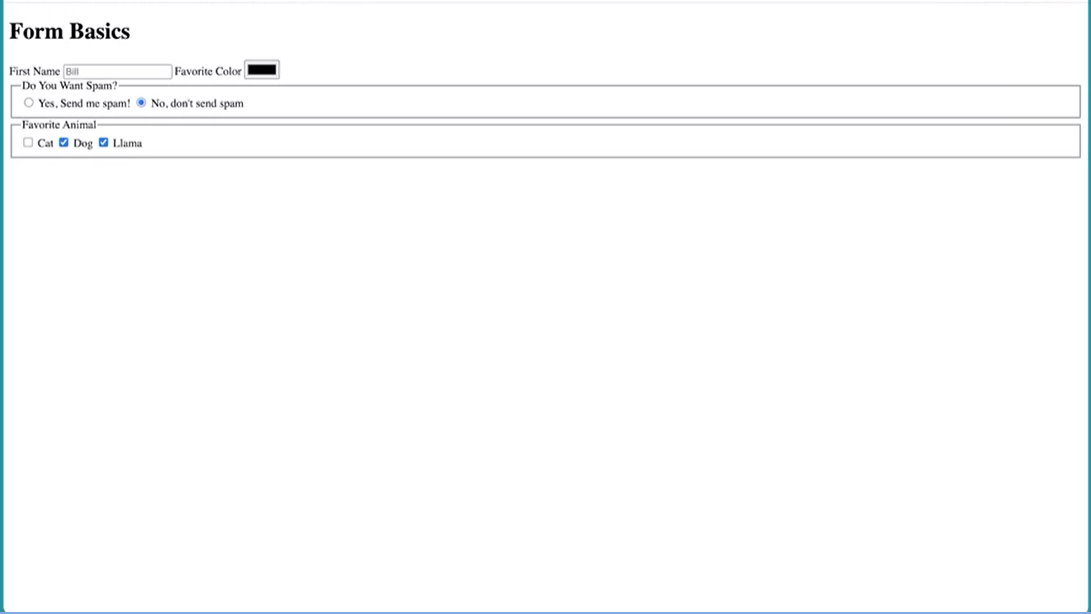 Form Basics
First Name Bill Favorite Color
Do You Want Spam?
Yes, Send me spam! No, don't send spam
Favorite Animal
Cat Dog Llama